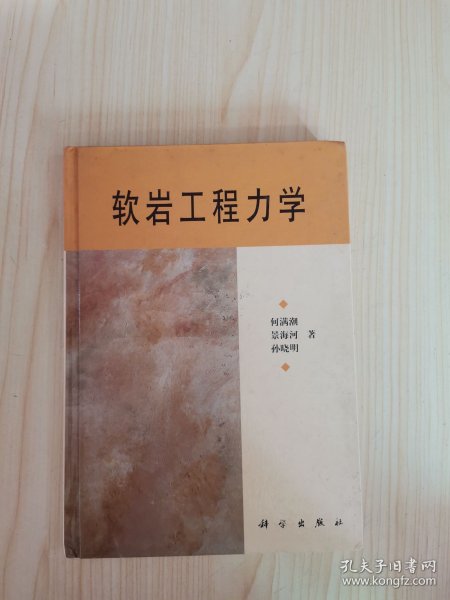 软岩工程力学
何满潮
景海河 著
孙晓明
科学出版社
孔夫子旧书网
www.kongfz.com